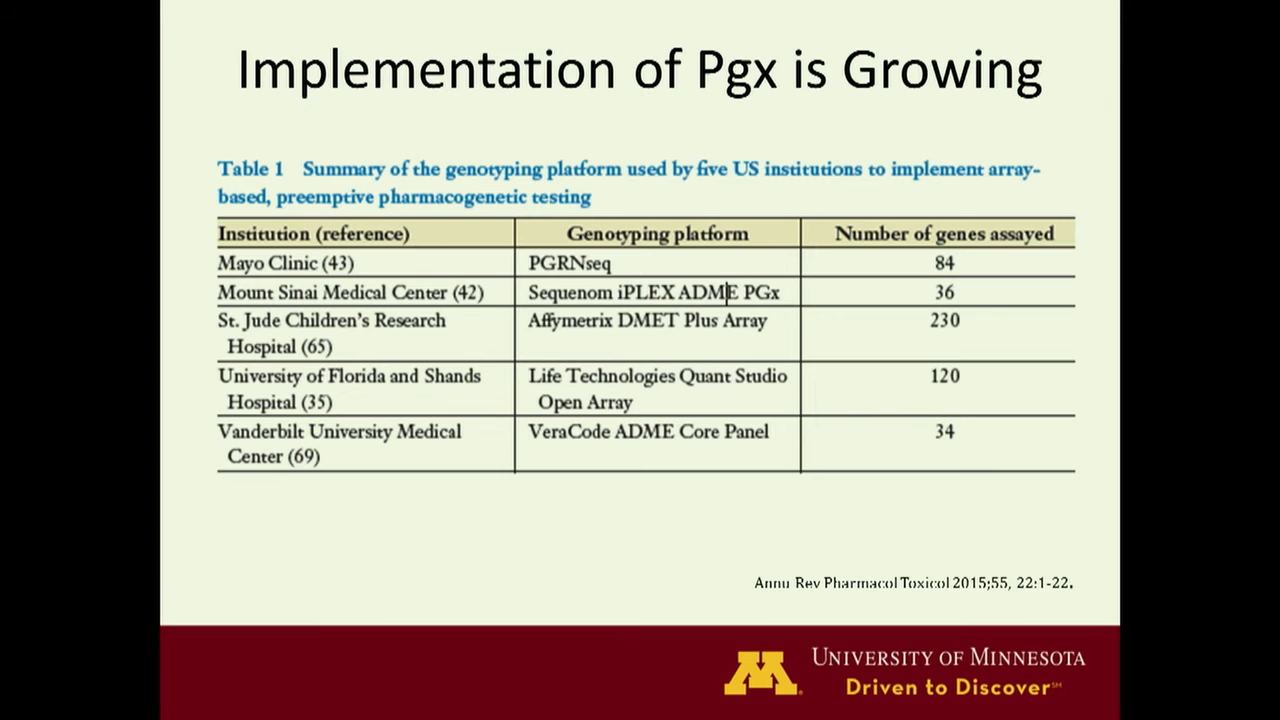 Implementation of Pgx is Growing
Table 1 Summary of the genotyping platform used by five US institutions to implement array-
based, preemptive pharmacogenetic testing
Institution (reference) Genotyping platform Number of genes assayed
Mayo Clinic (43) PGRNseq 84
Mount Sinai Medical Center (42) Sequenom iPLEX ADME PGx 36
St. Jude Children's Research Affymetrix DMET Plus Array 230
Hospital (65)
University of Florida and Shands Life Technologies Quant Studio 120
Hospital (35) Open Array
Vanderbilt University Medical VeraCode ADME Core Panel 34
Center (69)
Annu Rev Pharmacol Toxicol 2015;55, 22:1-22.
M
UNIVERSITY OF MINNESOTA
Driven to Discover℠